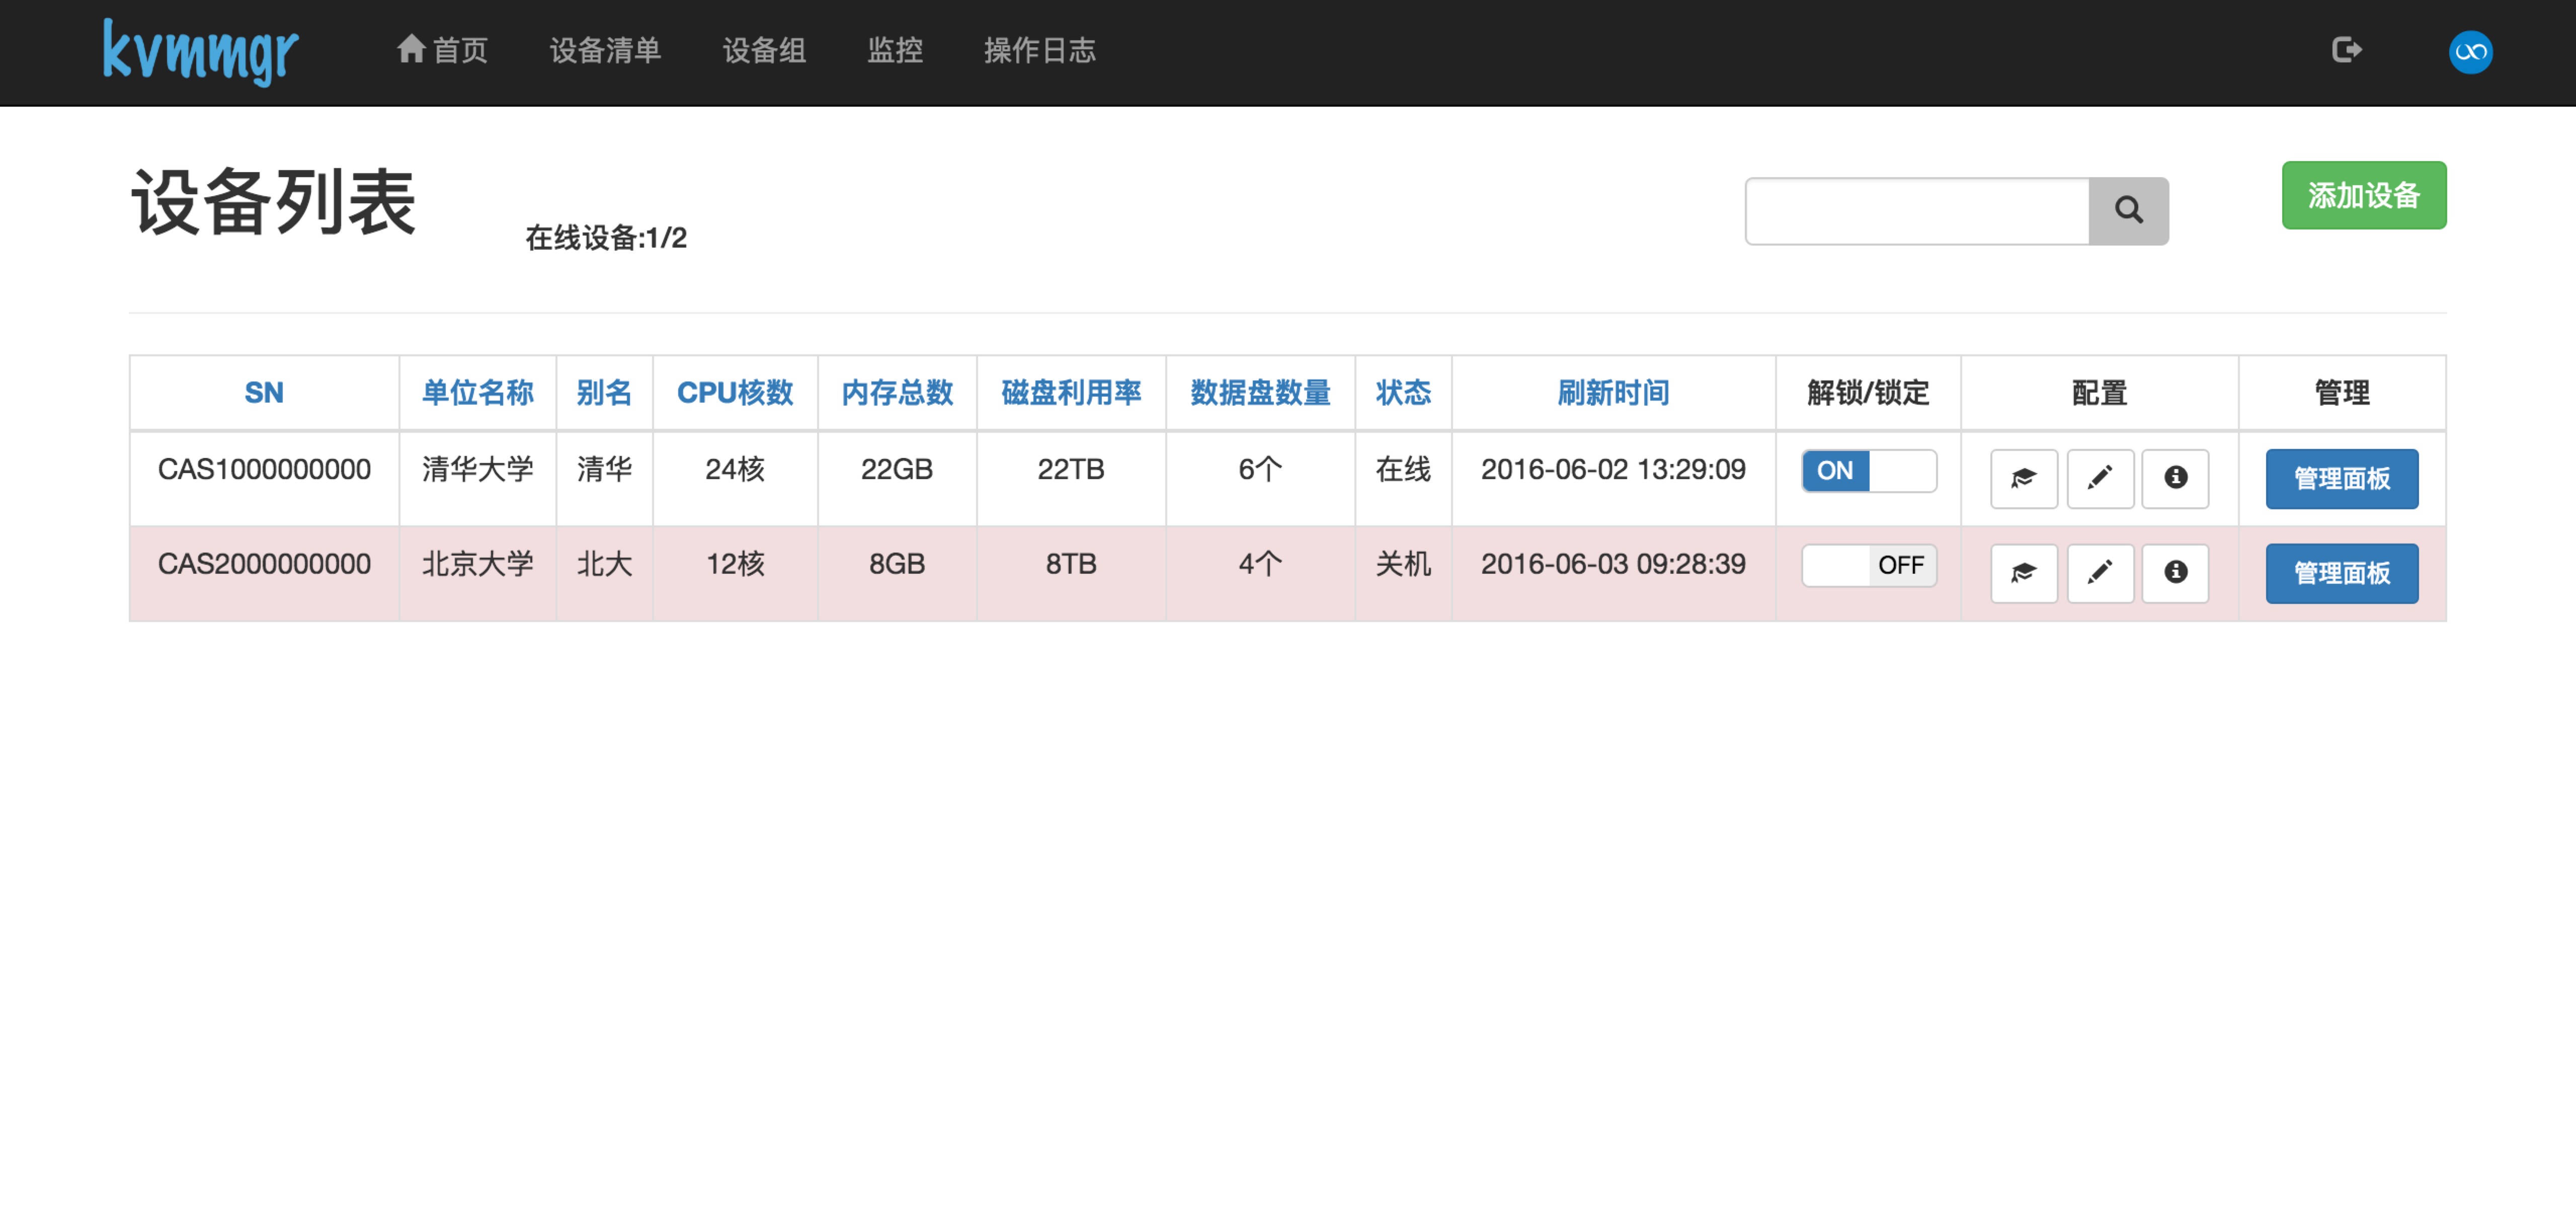 kvmmgr 首页 设备清单 设备组 监控 操作日志
设备列表 在线设备:1/2 添加设备
SN 单位名称 别名 CPU核数 内存总数 磁盘利用率 数据盘数量 状态 刷新时间 解锁/锁定 配置 管理
CAS1000000000 清华大学 清华 24核 22GB 22TB 6个 在线 2016-06-02 13:29:09 ON 管理面板
CAS2000000000 北京大学 北大 12核 8GB 8TB 4个 关机 2016-06-03 09:28:39 OFF 管理面板